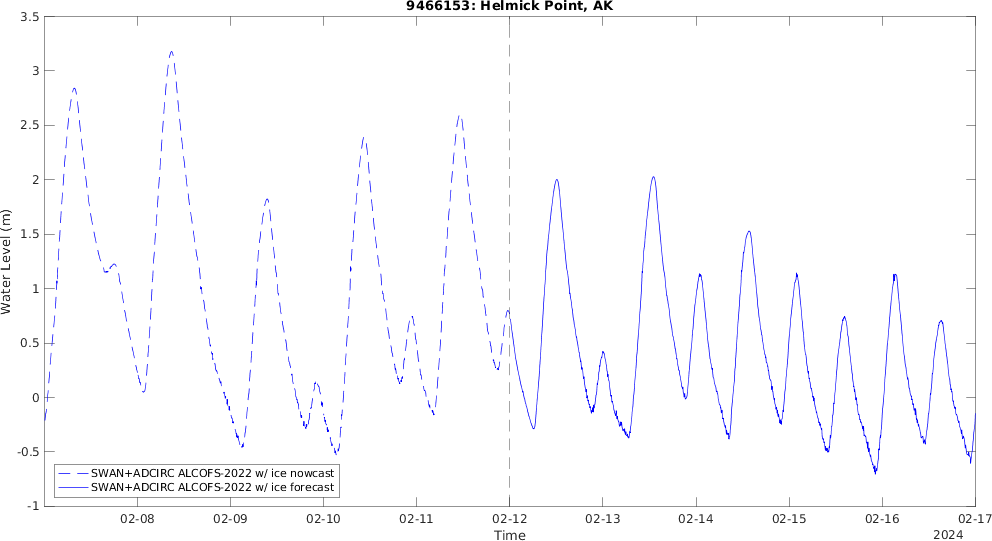 9466153: Helmick Point, AK
3.5
3
2.5
2
1.5
1
0.5
0
-0.5
-1
Water Level (m)
SWAN+ADCIRC ALCOFS-2022 w/ ice nowcast
SWAN+ADCIRC ALCOFS-2022 w/ ice forecast
02-08 02-09 02-10 02-11 02-12 02-13 02-14 02-15 02-16 02-17
Time
2024